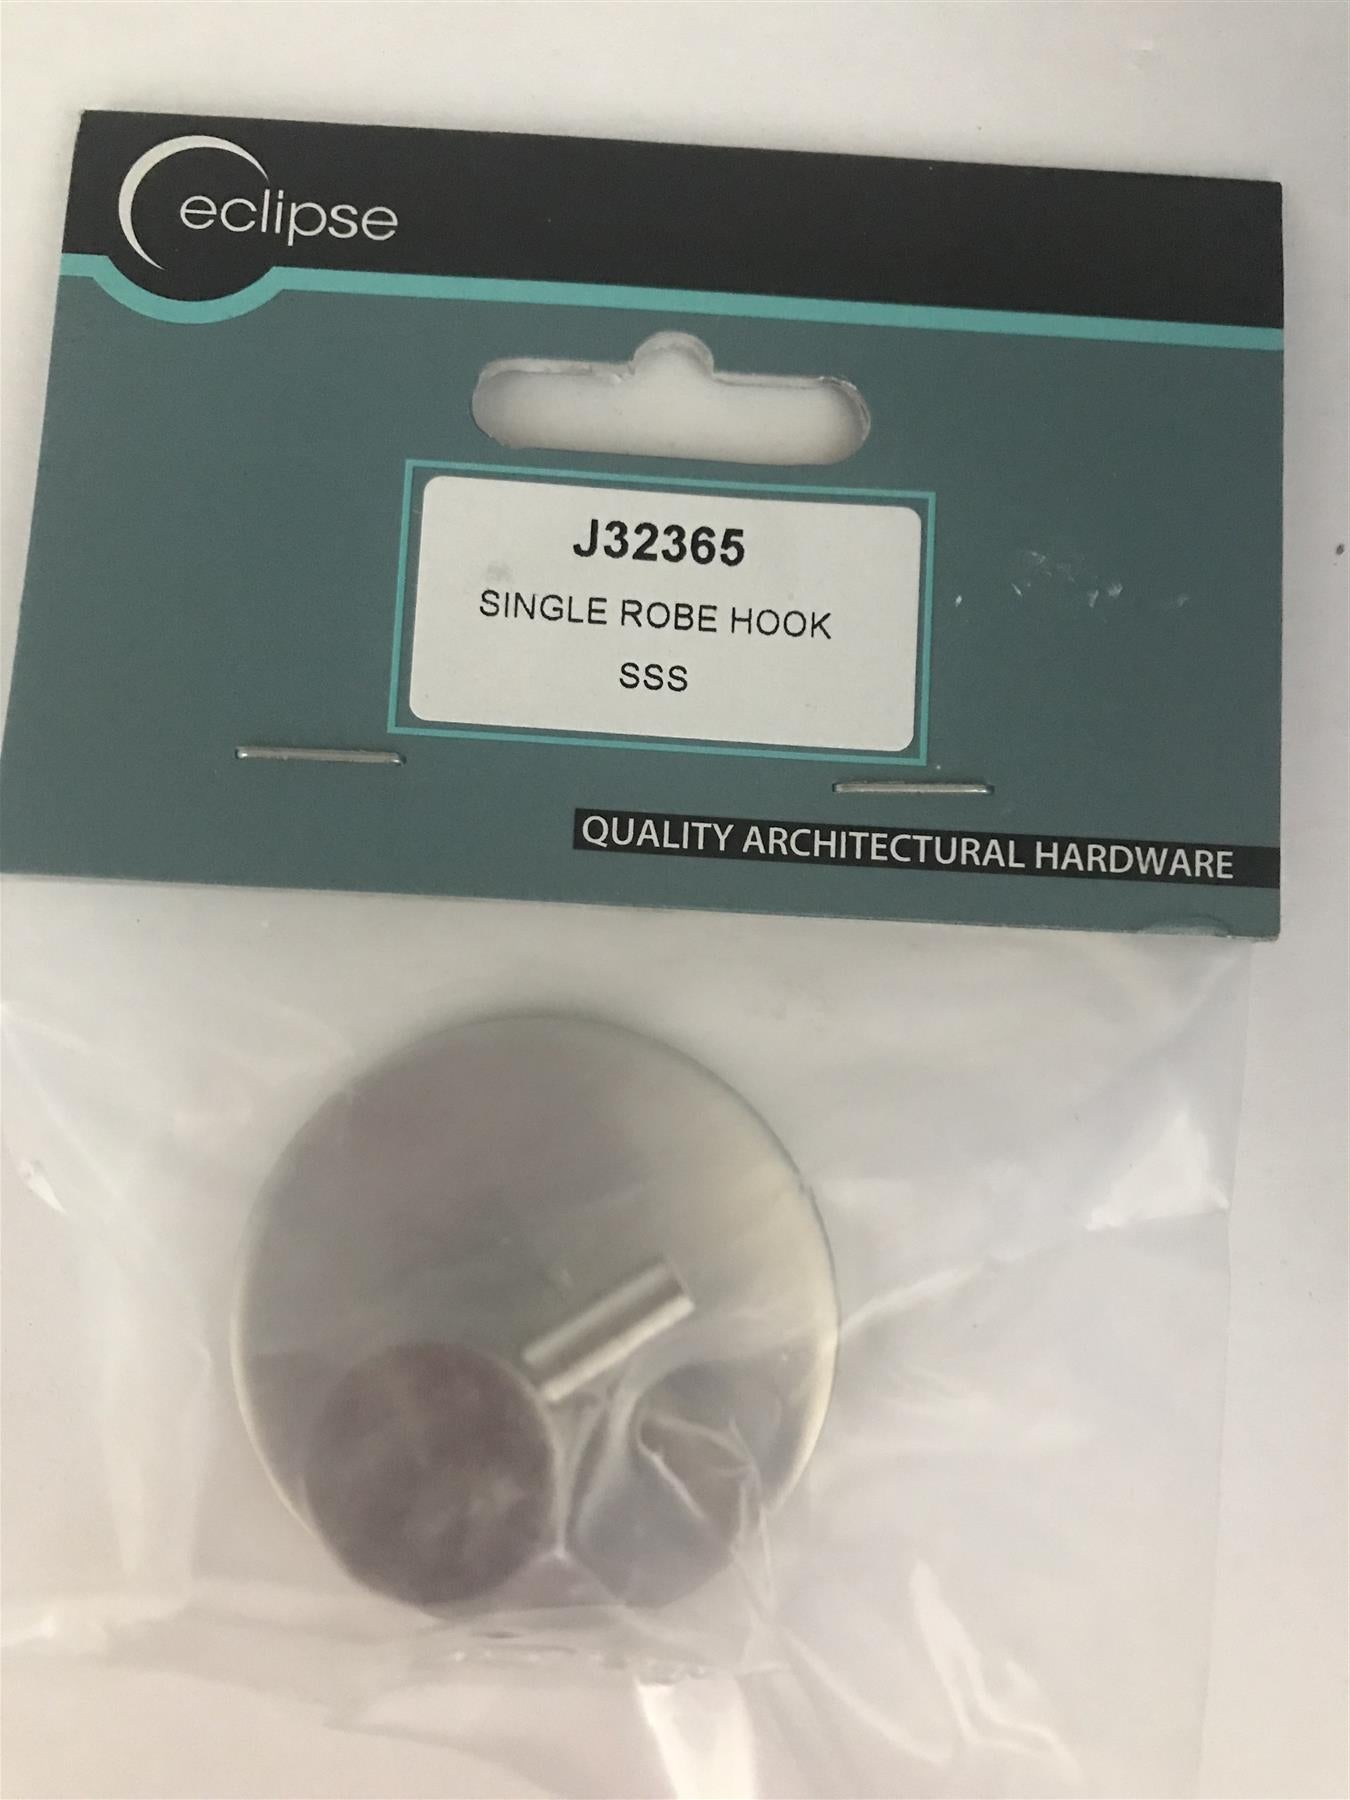 eclipse
J32365
SINGLE ROBE HOOK
SSS
QUALITY ARCHITECTURAL HARDWARE